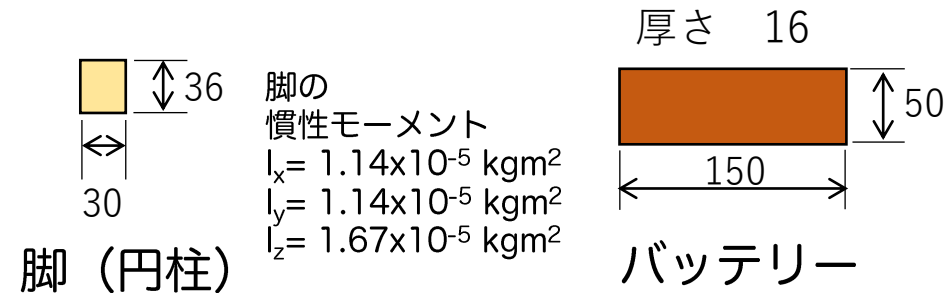 36
30
脚（円柱）
脚の
慣性モーメント
Ix= 1.14x10-5 kgm2
Iy= 1.14x10-5 kgm2
Iz= 1.67x10-5 kgm2
厚さ　16
50
150
バッテリー